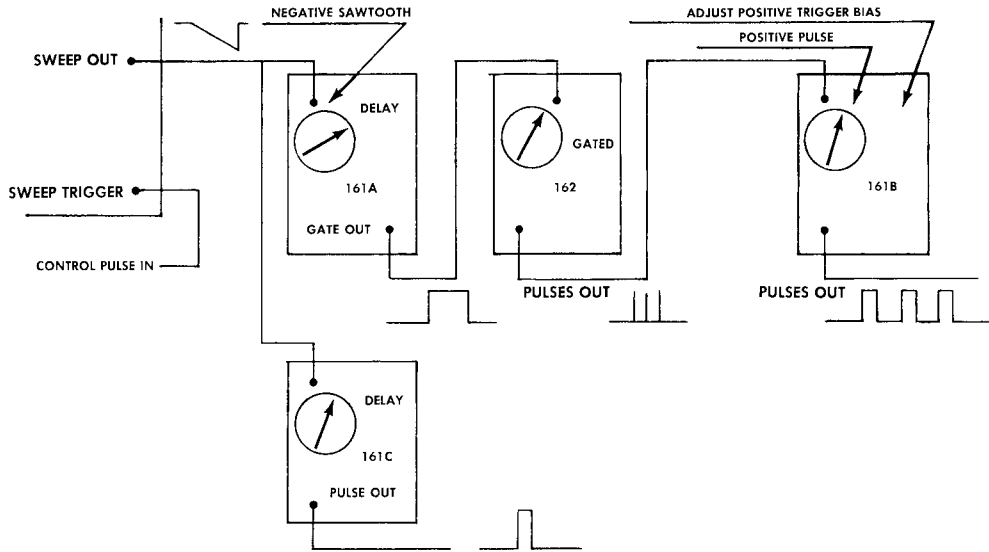 NEGATIVE SAWTOOTH
ADJUST POSITIVE TRIGGER BIAS
POSITIVE PULSE
SWEEP OUT
DELAY
GATED
161A
162
161B
SWEEP TRIGGER
GATE OUT
CONTROL PULSE IN
PULSES OUT
PULSES OUT
DELAY
161C
PULSE OUT